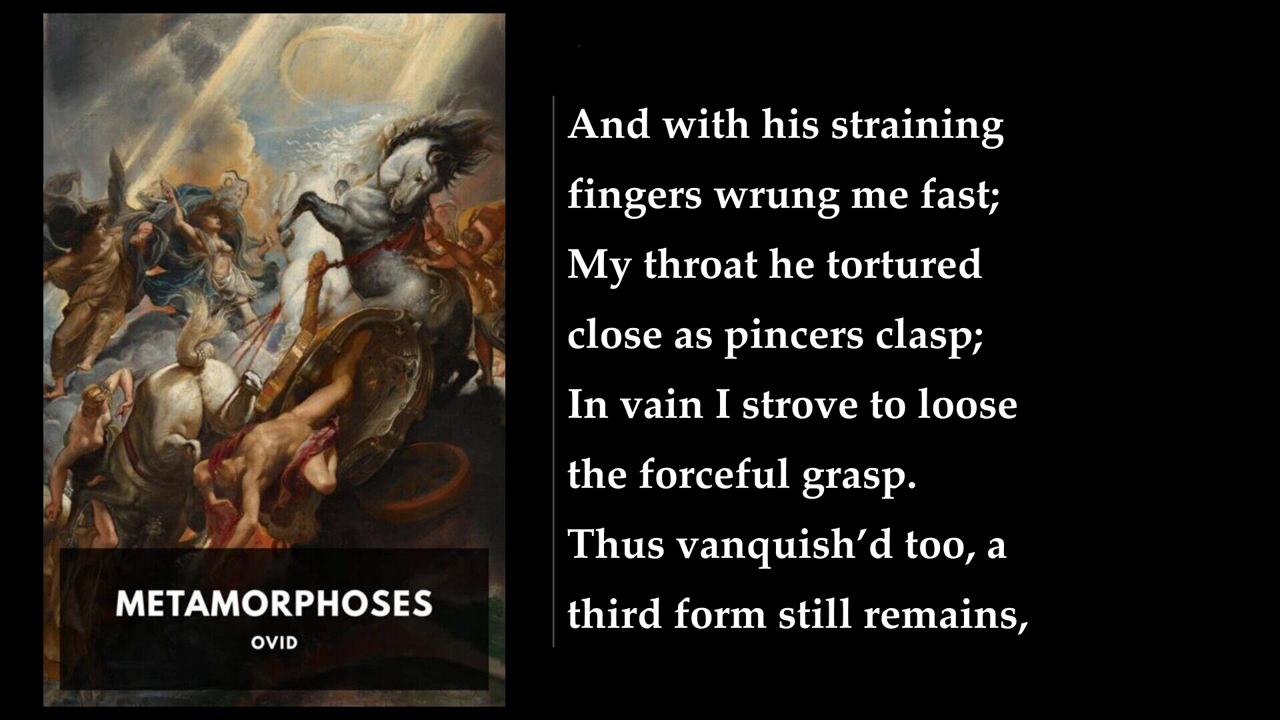 METAMORPHOSES
OVID
And with his straining
fingers wrung me fast;
My throat he tortured
close as pincers clasp;
In vain I strove to loose
the forceful grasp.
Thus vanquish’d too, a
third form still remains,